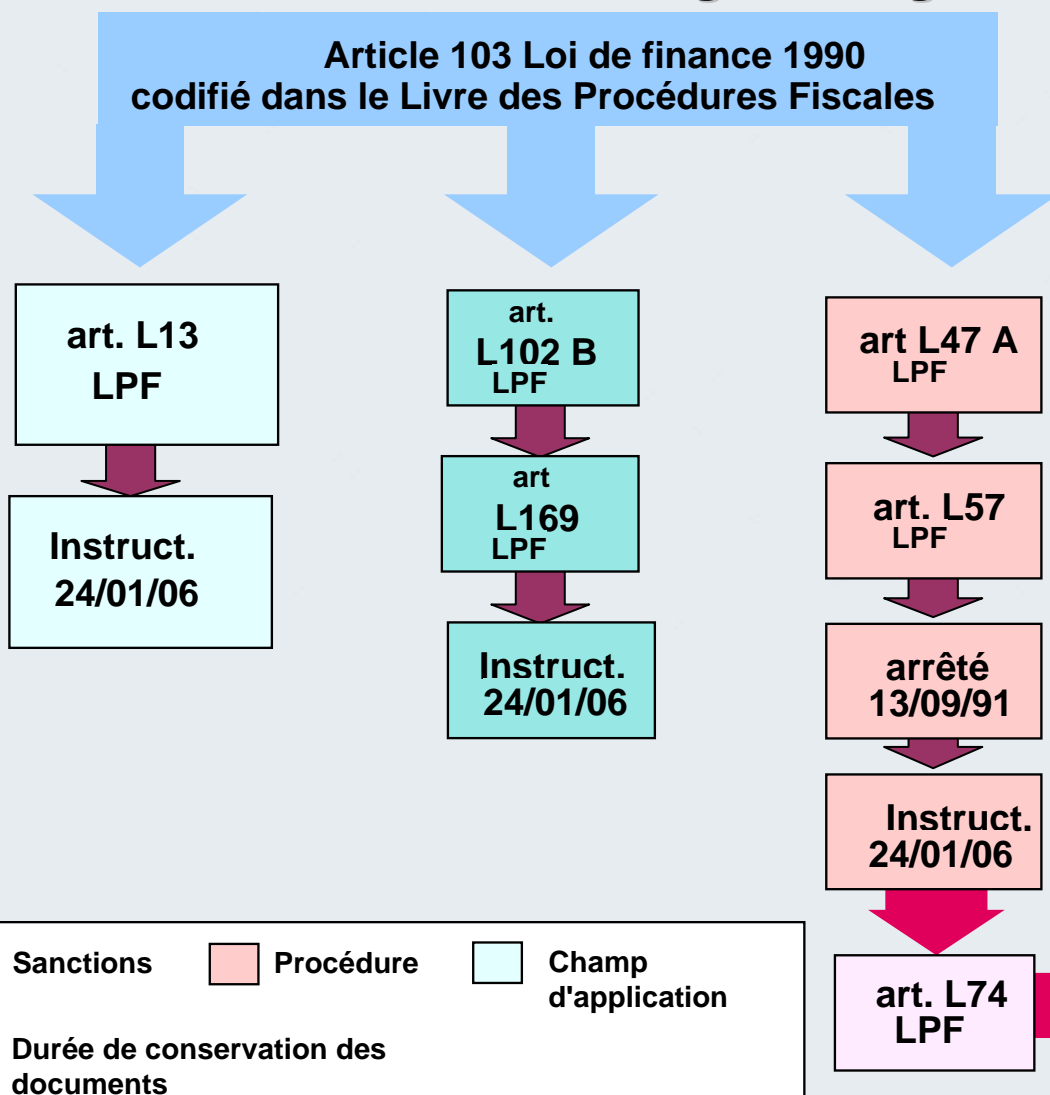 Article 103 Loi de finance 1990
codifié dans le Livre des Procédures Fiscales
art. L13
LPF
Instruct.
24/01/06
art.
L102 B
LPF
art
L169
LPF
Instruct.
24/01/06
art L47 A
LPF
art. L57
LPF
arrêté
13/09/91
Instruct.
24/01/06
art. L74
LPF
Sanctions
Procédure
Champ
d'application
Durée de conservation des
documents